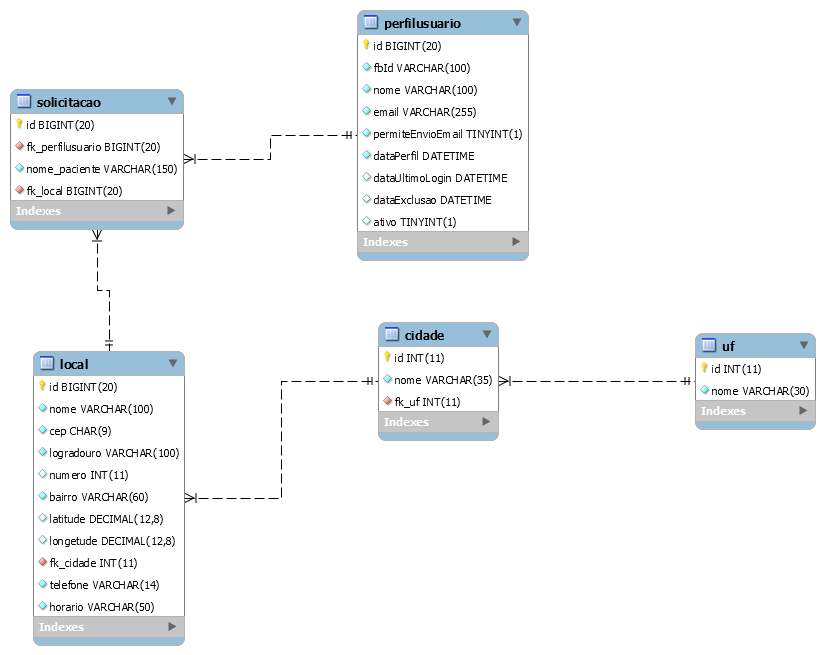 perfilusuario
id BIGINT(20)
fbId VARCHAR(100)
nome VARCHAR(100)
email VARCHAR(255)
permiteEnvioEmail TINYINT(1)
dataPerfil DATETIME
dataUltimoLogin DATETIME
dataExclusao DATETIME
ativo TINYINT(1)
Indexes
solicitacao
id BIGINT(20)
fk_perfilusuario BIGINT(20)
nome_paciente VARCHAR(150)
fk_local BIGINT(20)
Indexes
local
id BIGINT(20)
nome VARCHAR(100)
cep CHAR(9)
logradouro VARCHAR(100)
numero INT(11)
bairro VARCHAR(60)
latitude DECIMAL(12,8)
longetude DECIMAL(12,8)
fk_cidade INT(11)
telefone VARCHAR(14)
horario VARCHAR(50)
Indexes
cidade
id INT(11)
nome VARCHAR(35)
fk_uf INT(11)
Indexes
uf
id INT(11)
nome VARCHAR(30)
Indexes